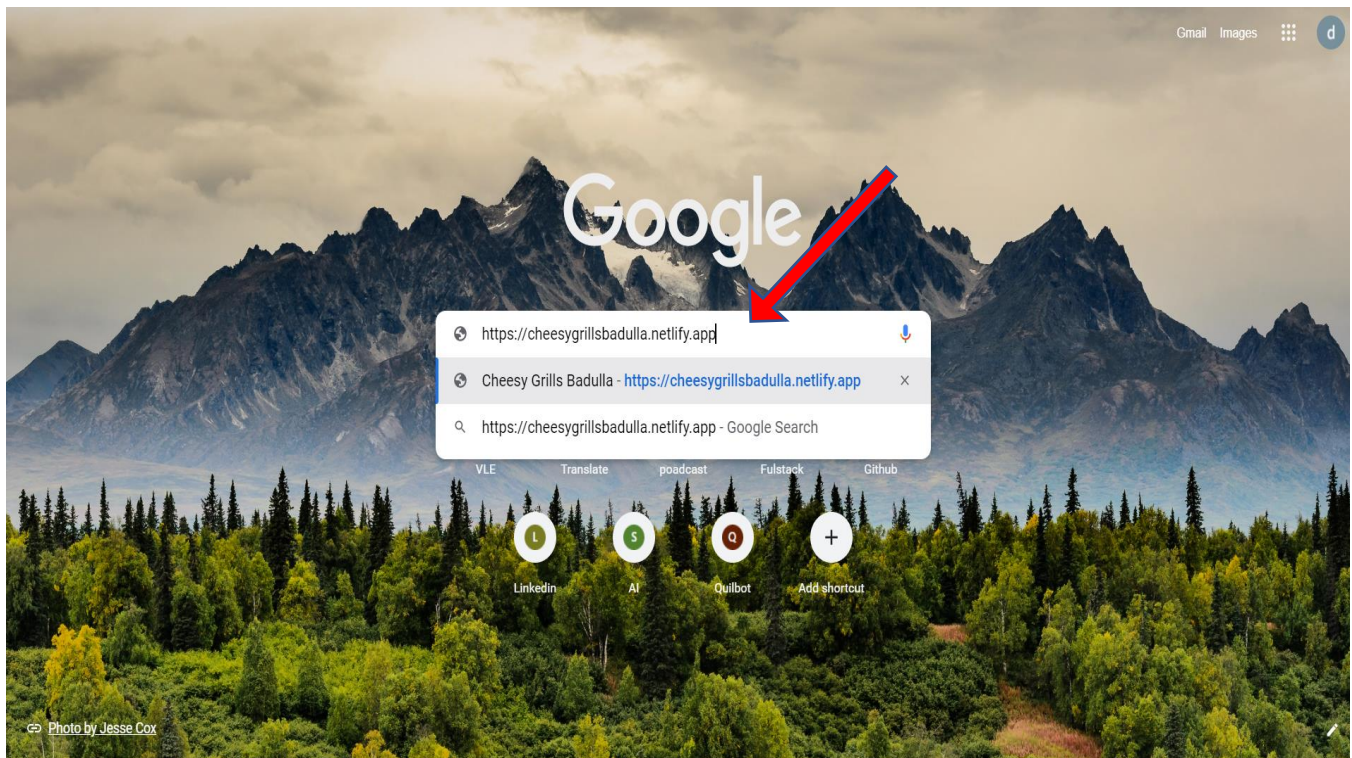 Gmail Images d
Google
https://cheesygrillsbadulla.netlify.app
Cheesy Grills Badulla - https://cheesygrillsbadulla.netlify.app
https://cheesygrillsbadulla.netlify.app - Google Search
VLE Translate poadcast Fulstack Github
L S Q
Linkedin AI Quilbot Add shortcut
Photo by Jesse Cox